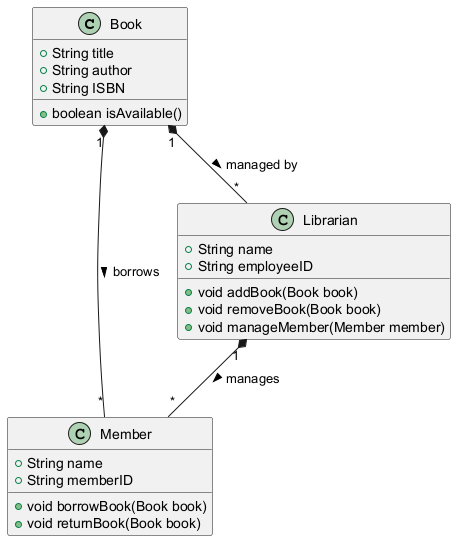 C Book
+ String title
+ String author
+ String ISBN
+ boolean isAvailable()
1 1
managed by
*
C Librarian
+ String name
+ String employeeID
+ void addBook(Book book)
+ void removeBook(Book book)
+ void manageMember(Member member)
borrows
1
manages
* *
C Member
+ String name
+ String memberID
+ void borrowBook(Book book)
+ void returnBook(Book book)